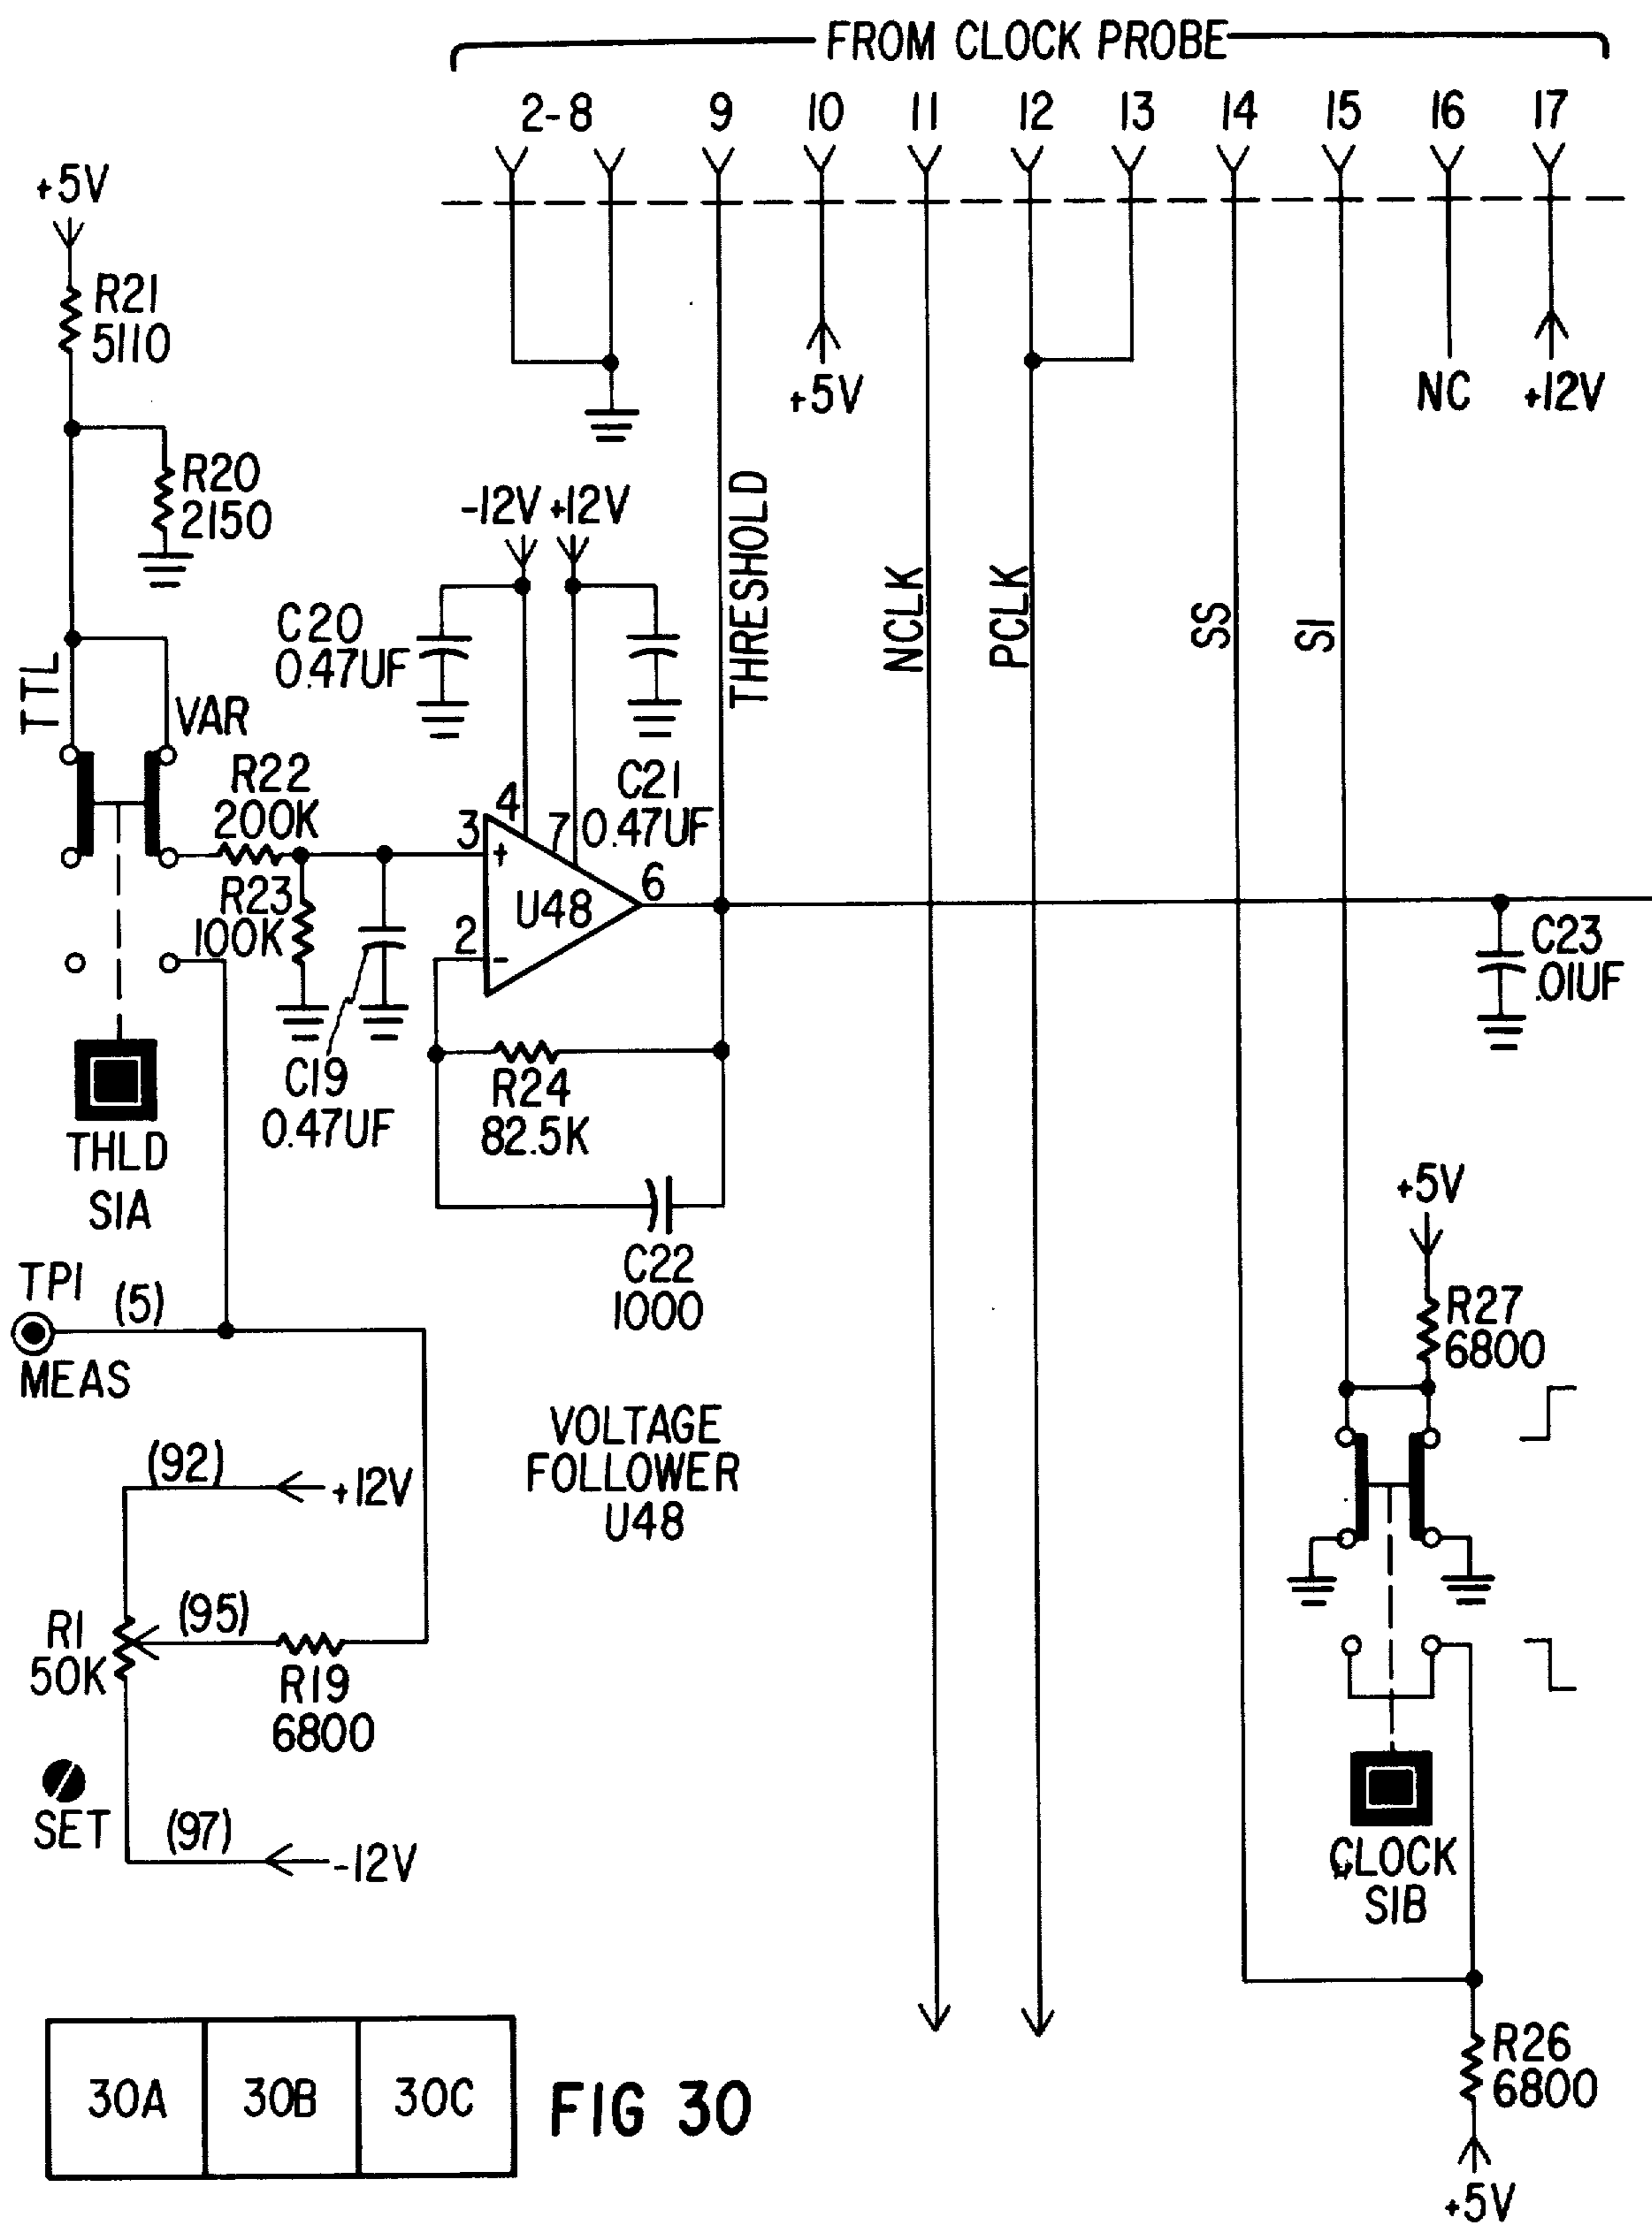 FROM CLOCK PROBE
2-8 9 10 11 12 13 14 15 16 17
+5V
R21
5110
+5V
NC
+12V
R20
2150
-12V +12V
THRESHOLD
NCLK
PCLK
SS
SI
C20
0.47UF
TTL
VAR
R22
200K
C21
0.47UF
3
4
7
+
U48
6
2
-
R23
100K
C23
.01UF
C19
0.47UF
R24
82.5K
THLD
S1A
C22
1000
+5V
R27
6800
TP1
(5)
MEAS
VOLTAGE
FOLLOWER
U48
(92)
+12V
R1
50K
(95)
R19
6800
SET
(97)
-12V
CLOCK
S1B
R26
6800
+5V
30A 30B 30C
FIG 30